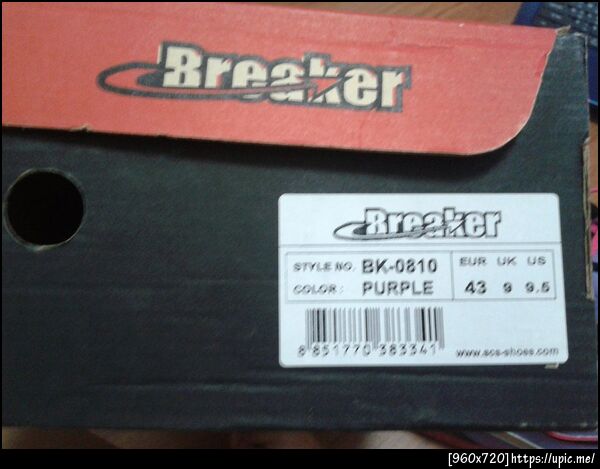 Breaker
Breaker
STYLE NO. BK-0810 EUR UK US
COLOR: PURPLE 43 9 9.5
8 851770 383341
www.scs-shoes.com
[960x720]https://upic.me/